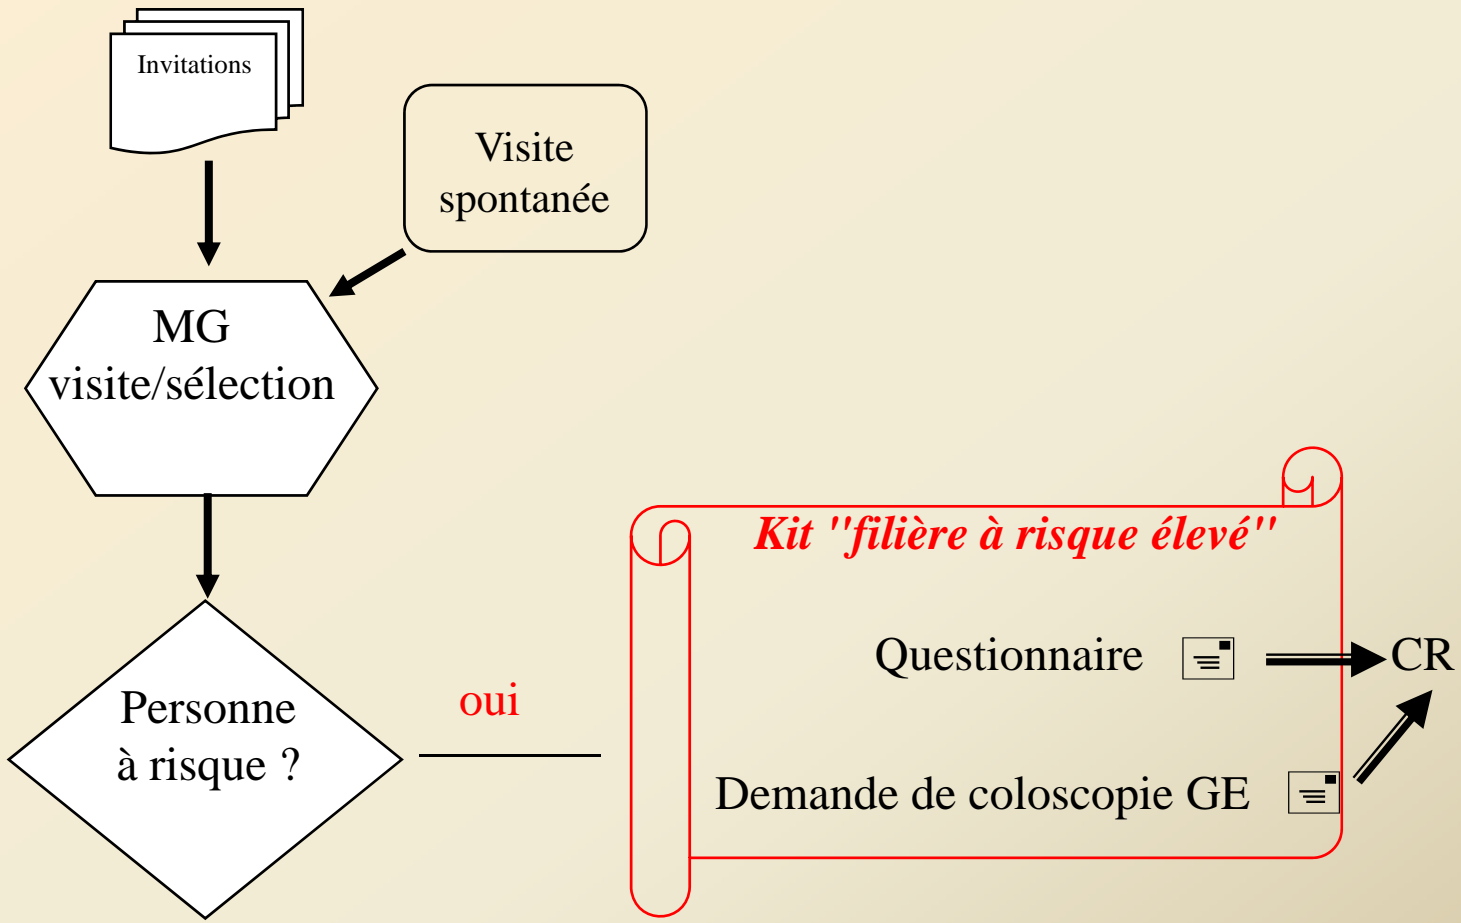 Invitations
Visite
spontanée
MG
visite/sélection
Personne
à risque ?
oui
Kit "filière à risque élevé"
Questionnaire
CR
Demande de coloscopie GE